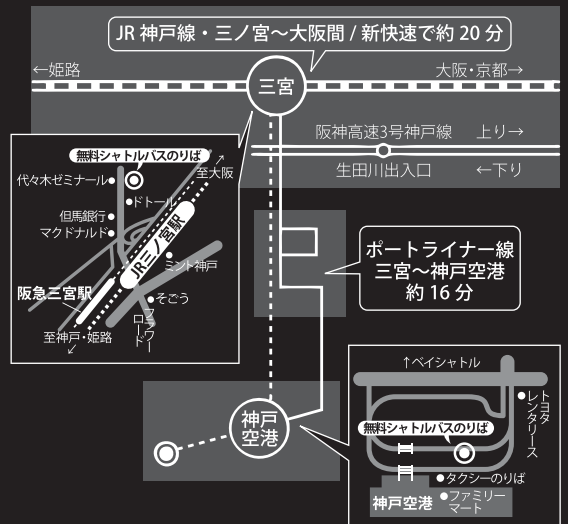 JR 神戸線・三ノ宮～大阪間 / 新快速で約 20 分
←姫路
三宮
大阪・京都→
阪神高速3号神戸線 上り→
生田川出入口 ←下り
無料シャトルバスのりば
至大阪
代々木ゼミナール
ドトール
但馬銀行
マクドナルド
JR三ノ宮駅
ミント神戸
阪急三宮駅
そごう
フラワーロード
至神戸・姫路
ポートライナー線
三宮～神戸空港
約 16 分
神戸
空港
↑ベイシャトル
トヨタ
レンタリース
無料シャトルバスのりば
タクシーのりば
神戸空港
ファミリー
マート